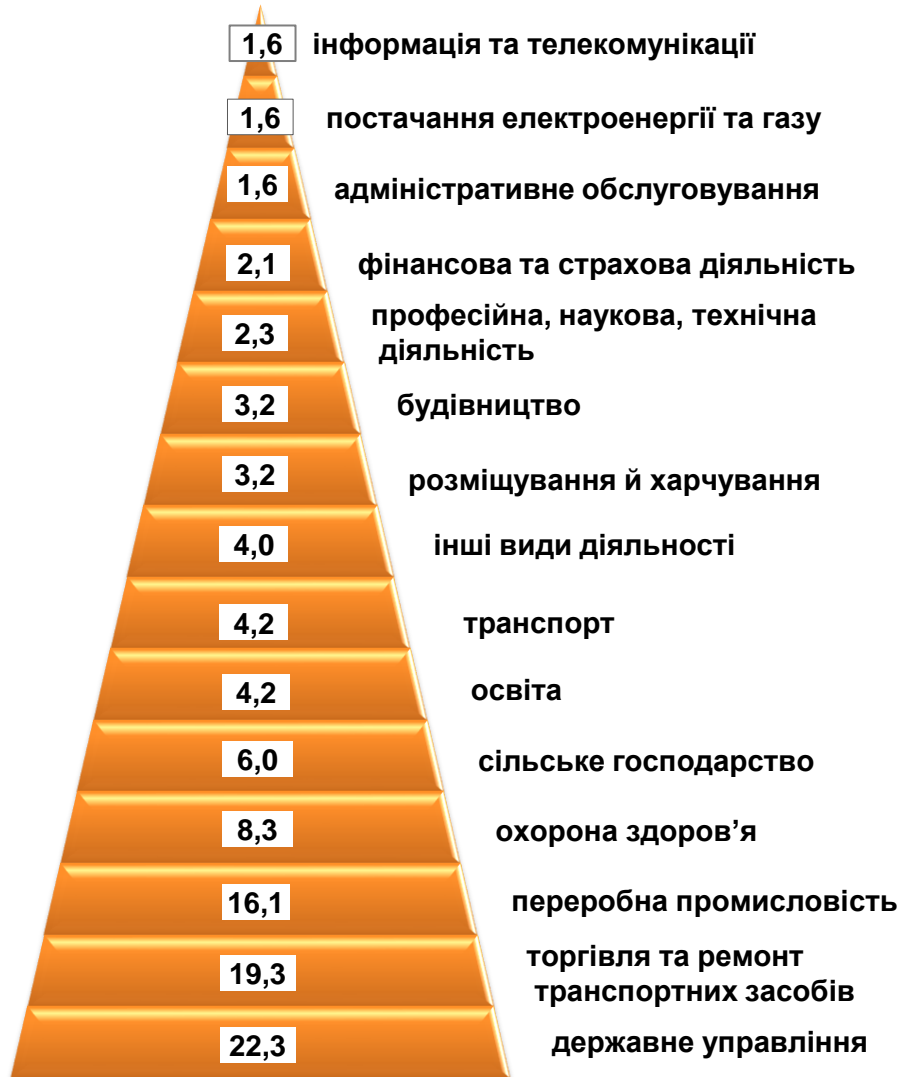 1,6 інформація та телекомунікації
1,6 постачання електроенергії та газу
1,6 адміністративне обслуговування
2,1 фінансова та страхова діяльність
2,3 професійна, наукова, технічна
діяльність
3,2 будівництво
3,2 розміщування й харчування
4,0 інші види діяльності
4,2 транспорт
4,2 освіта
6,0 сільське господарство
8,3 охорона здоров’я
16,1 переробна промисловість
19,3 торгівля та ремонт
транспортних засобів
22,3 державне управління